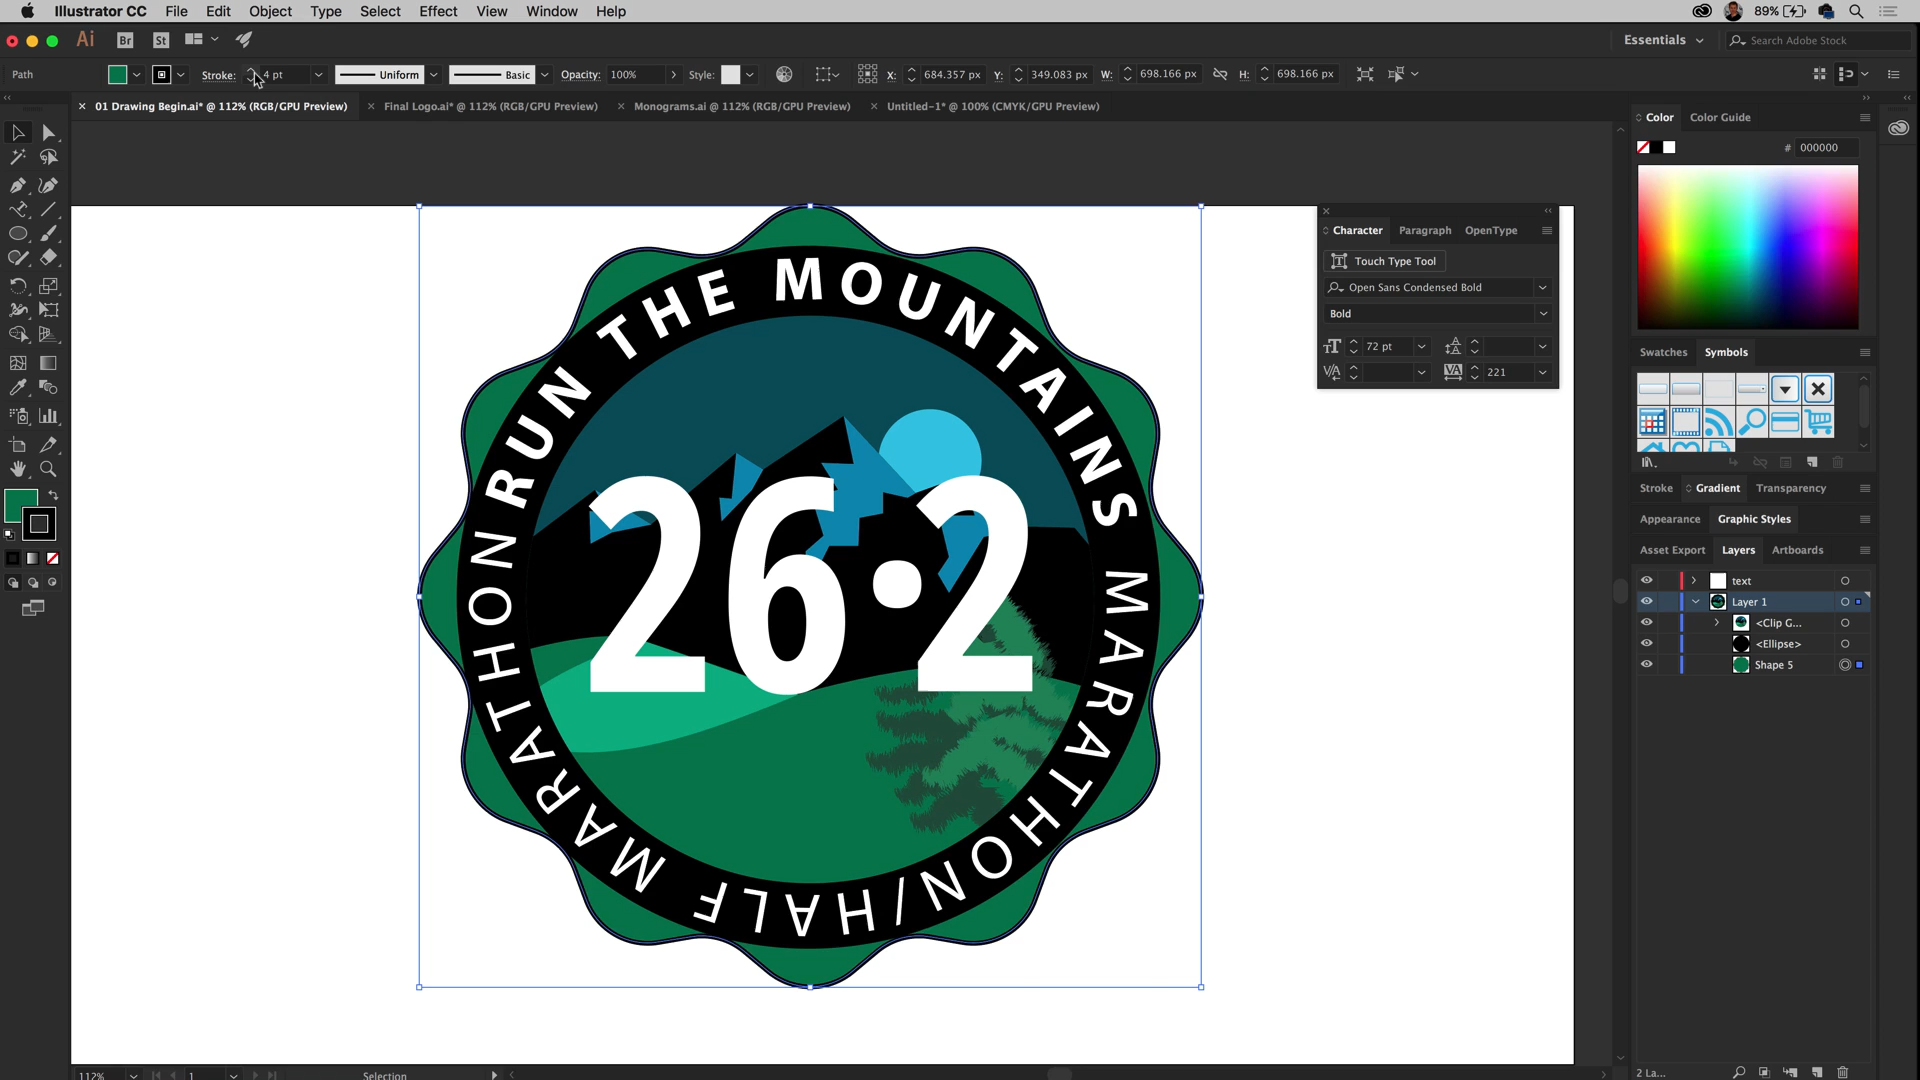 Illustrator CC File Edit Object Type Select Effect View Window Help 89%
Ai Br St Essentials Search Adobe Stock
Path Stroke: 4 pt Uniform Basic Opacity: 100% Style: X: 684.357 px Y: 349.083 px W: 698.166 px H: 698.166 px
01 Drawing Begin.ai* @ 112% (RGB/GPU Preview) Final Logo.ai* @ 112% (RGB/GPU Preview) Monograms.ai @ 112% (RGB/GPU Preview) Untitled-1* @ 100% (CMYK/GPU Preview)
RUN THE MOUNTAINS
MARATHON/HALF MARATHON
26·2
Character Paragraph OpenType
Touch Type Tool
Open Sans Condensed Bold
Bold
72 pt
221
Color Color Guide
# 000000
Swatches Symbols
Stroke Gradient Transparency
Appearance Graphic Styles
Asset Export Layers Artboards
text
Layer 1
<Clip G...
<Ellipse>
Shape 5
2 La...
112% 1 Selection